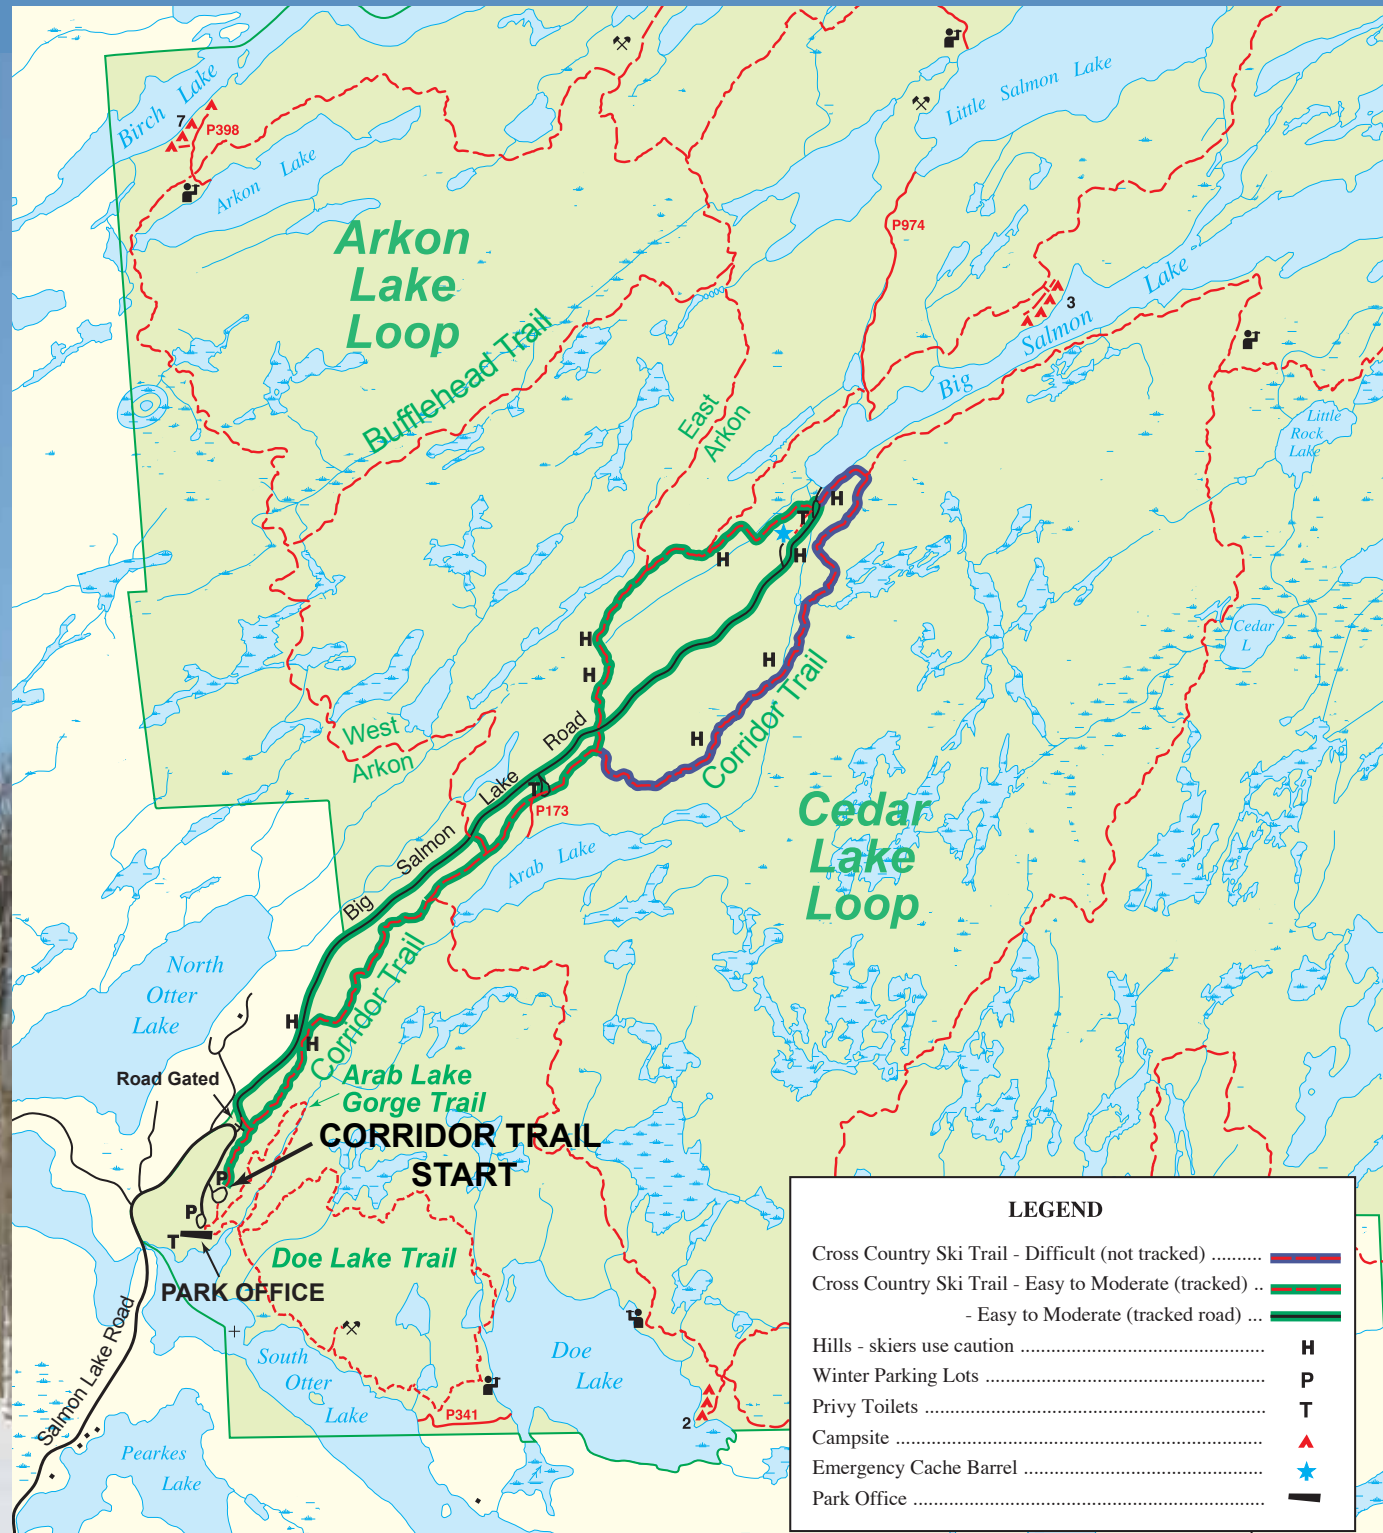 Birch Lake
7
P398
Arkon Lake
Little Salmon Lake
P974
Arkon
Lake
Loop
Bufflehead Trail
3
Big Salmon Lake
East
Arkon
Little
Rock
Lake
H
T
H
H
H
H
Cedar
L
H
H
Corridor Trail
West
Arkon
Big Salmon Lake Road
T
P173
Arab Lake
Cedar
Lake
Loop
North
Otter
Lake
Corridor Trail
H
H
Road Gated
Arab Lake
Gorge Trail
CORRIDOR TRAIL
START
P
P
T
PARK OFFICE
Doe Lake Trail
Salmon Lake Road
South
Otter
Lake
Doe
Lake
P341
2
Pearkes
Lake
LEGEND
Cross Country Ski Trail - Difficult (not tracked) ..........
Cross Country Ski Trail - Easy to Moderate (tracked) ..
- Easy to Moderate (tracked road) ...
Hills - skiers use caution .................................................. H
Winter Parking Lots ......................................................... P
Privy Toilets ..................................................................... T
Campsite ...........................................................................
Emergency Cache Barrel .................................................
Park Office ........................................................................